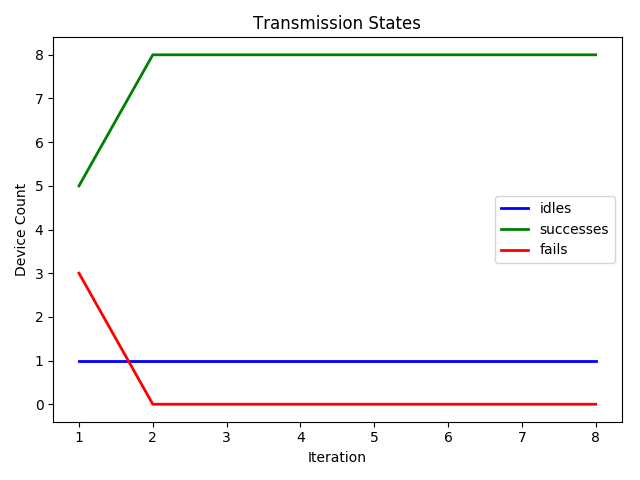 Transmission States
Device Count
8
7
6
5
4
3
2
1
0
idles
successes
fails
1 2 3 4 5 6 7 8
Iteration